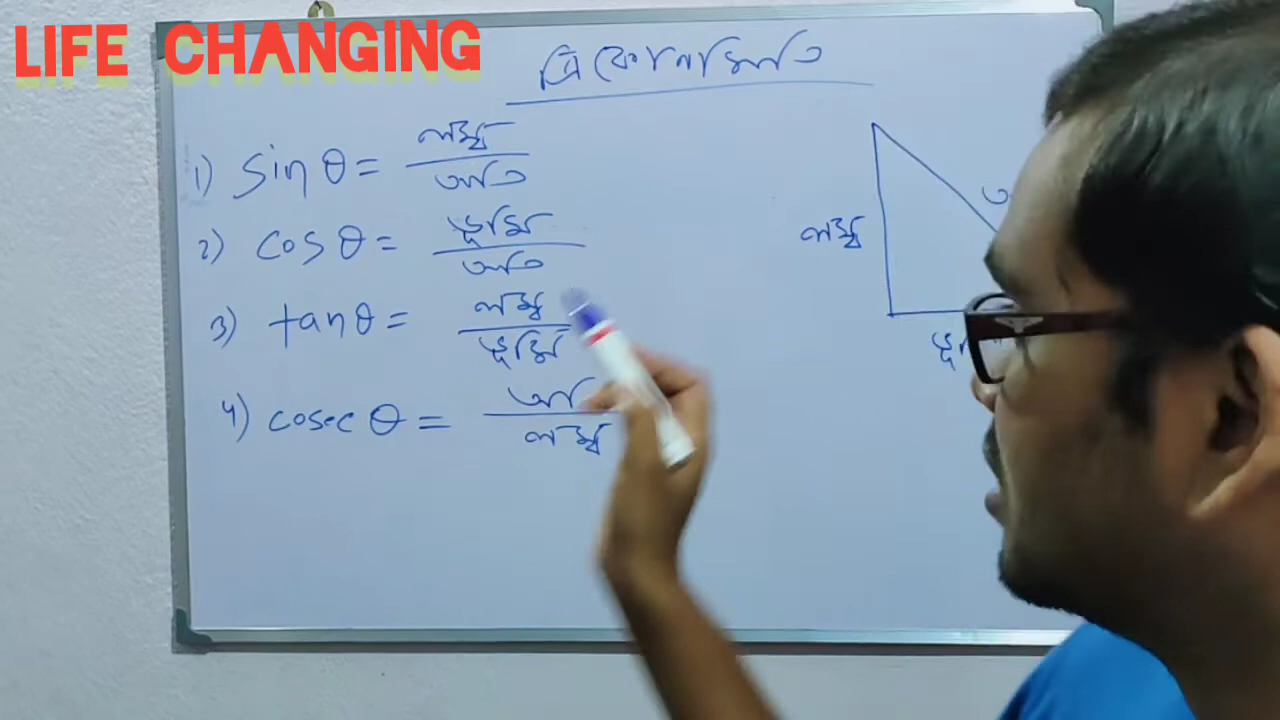 LIFE CHANGING
ত্রিকোণমিতি
1) sin θ = লম্ব / অতি
2) cos θ = ভূমি / অতি
3) tan θ = লম্ব / ভূমি
4) cosec θ = অতি / লম্ব
লম্ব